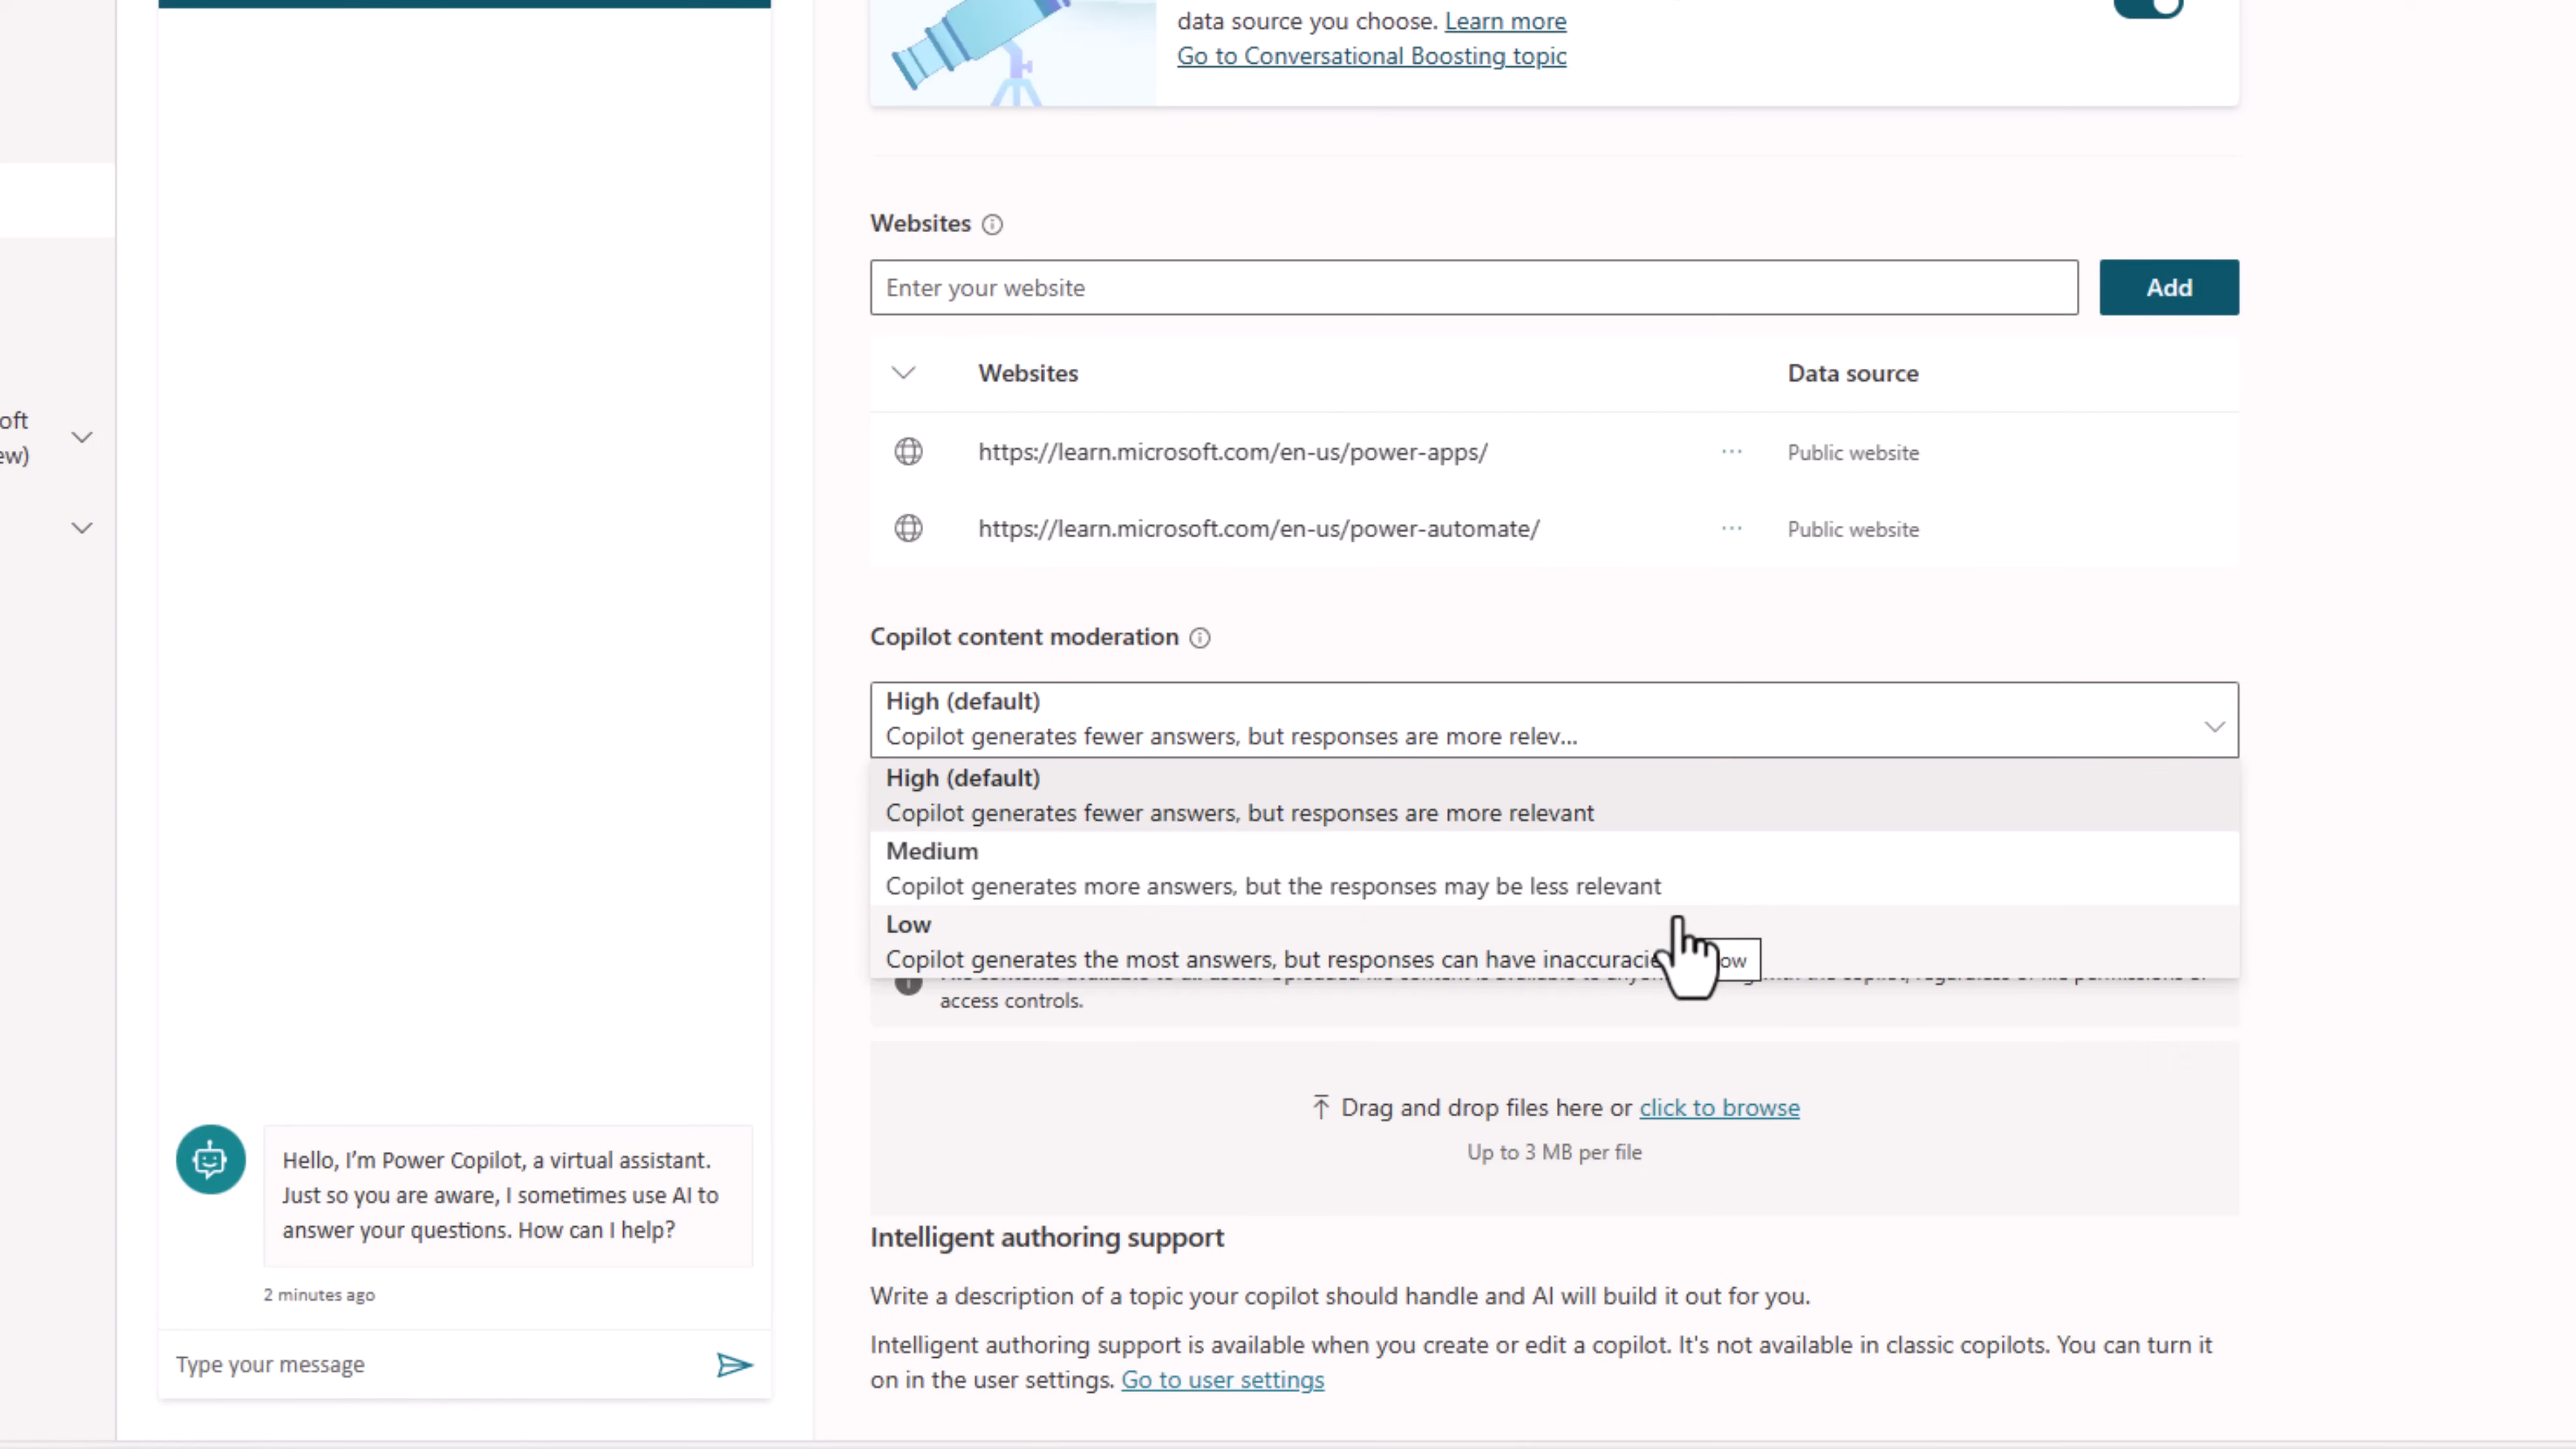 data source you choose. Learn more
Go to Conversational Boosting topic
Websites
Enter your website
Add
Websites
Data source
https://learn.microsoft.com/en-us/power-apps/
...
Public website
https://learn.microsoft.com/en-us/power-automate/
...
Public website
Copilot content moderation
High (default)
Copilot generates fewer answers, but responses are more relev...
High (default)
Copilot generates fewer answers, but responses are more relevant
Medium
Copilot generates more answers, but the responses may be less relevant
Low
Copilot generates the most answers, but responses can have inaccuracie
ow
access controls.
Drag and drop files here or click to browse
Up to 3 MB per file
Intelligent authoring support
Write a description of a topic your copilot should handle and AI will build it out for you.
Intelligent authoring support is available when you create or edit a copilot. It's not available in classic copilots. You can turn it
on in the user settings. Go to user settings
oft
ew)
Hello, I'm Power Copilot, a virtual assistant.
Just so you are aware, I sometimes use AI to
answer your questions. How can I help?
2 minutes ago
Type your message